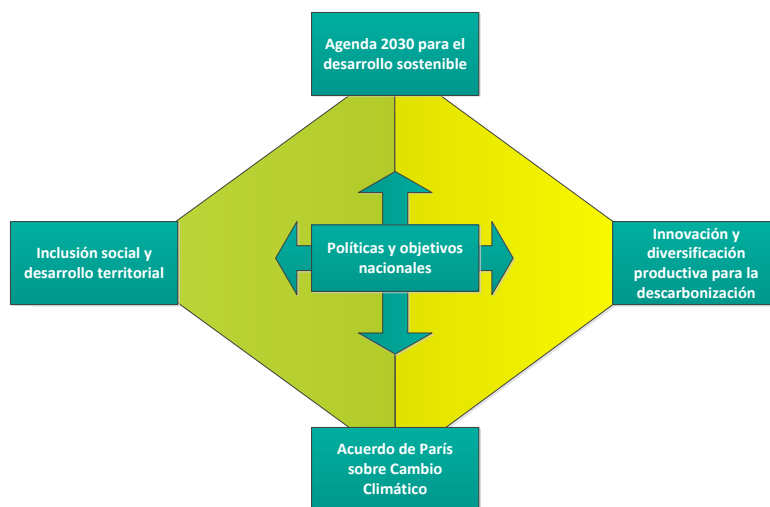 Agenda 2030 para el
desarrollo sostenible
Inclusión social y
desarrollo territorial
Políticas y objetivos
nacionales
Innovación y
diversificación
productiva para la
descarbonización
Acuerdo de París
sobre Cambio
Climático